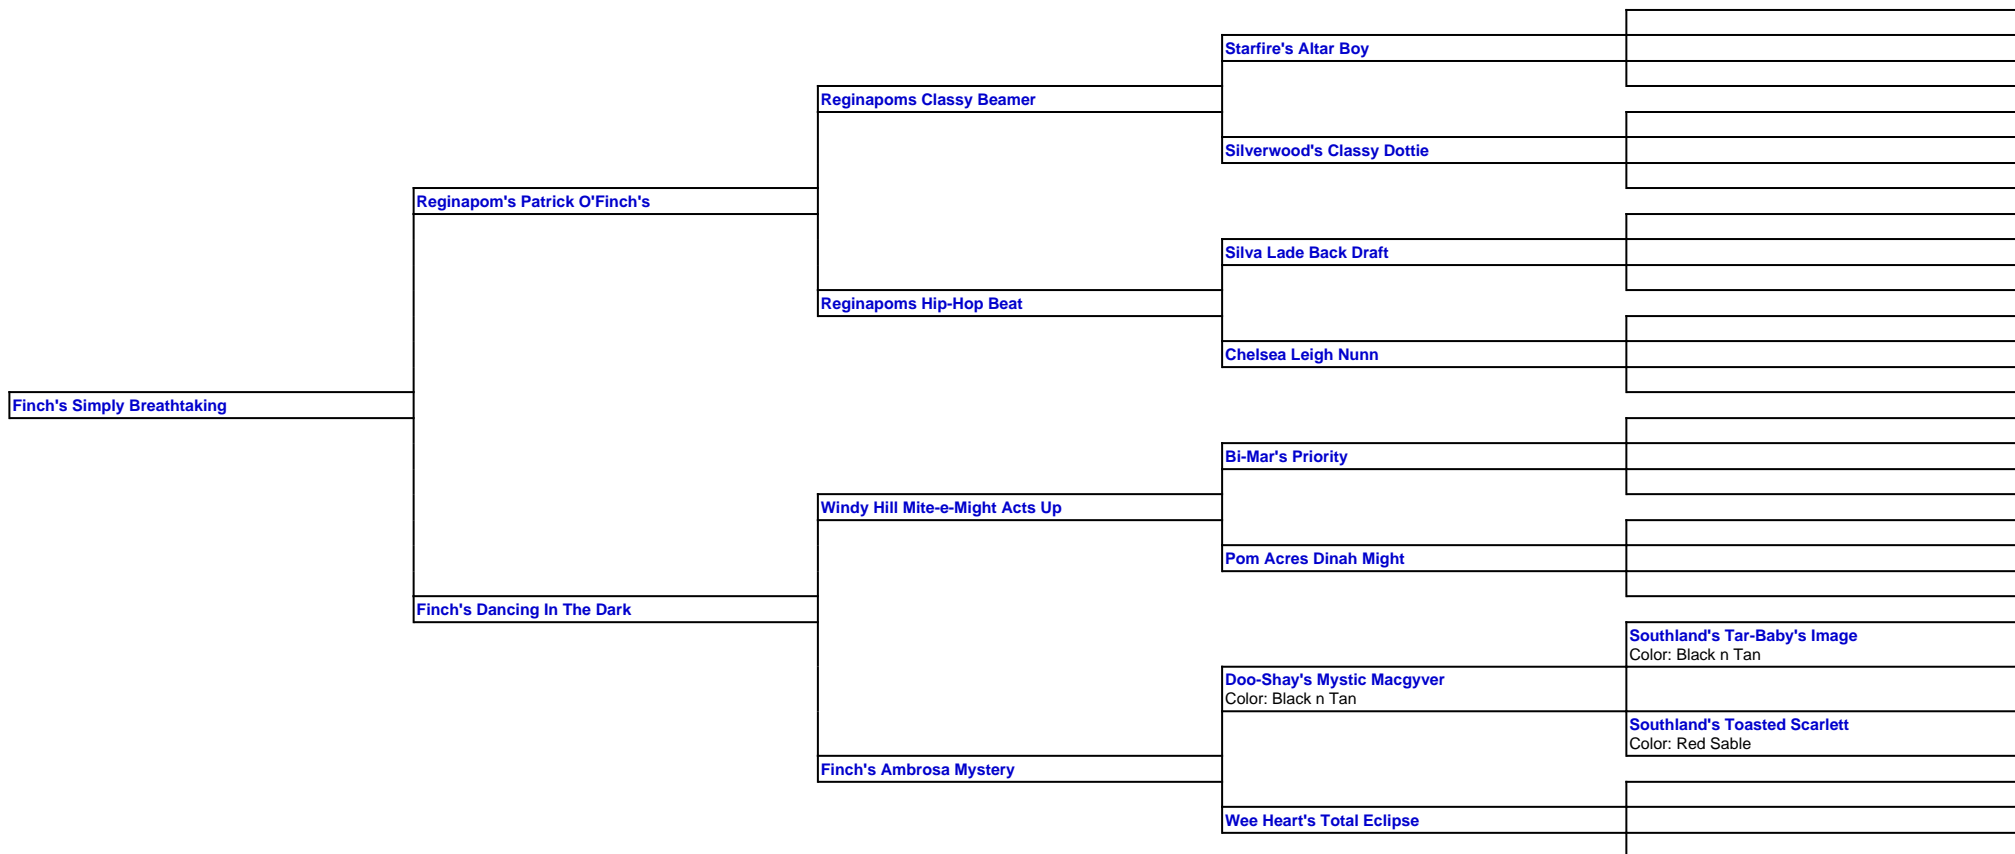 Starfire's Altar Boy
Reginapoms Classy Beamer
Silverwood's Classy Dottie
Reginapom's Patrick O'Finch's
Silva Lade Back Draft
Reginapoms Hip-Hop Beat
Chelsea Leigh Nunn
Finch's Simply Breathtaking
Bi-Mar's Priority
Windy Hill Mite-e-Might Acts Up
Pom Acres Dinah Might
Finch's Dancing In The Dark
Southland's Tar-Baby's Image
Color: Black n Tan
Doo-Shay's Mystic Macgyver
Color: Black n Tan
Southland's Toasted Scarlett
Color: Red Sable
Finch's Ambrosa Mystery
Wee Heart's Total Eclipse